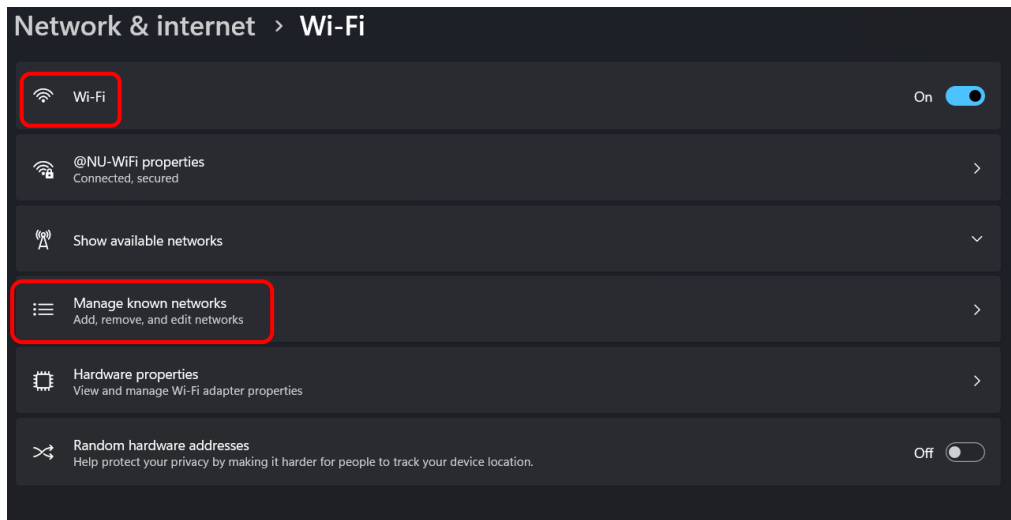 Network & internet > Wi-Fi
Wi-Fi
On
@NU-WiFi properties
Connected, secured
Show available networks
Manage known networks
Add, remove, and edit networks
Hardware properties
View and manage Wi-Fi adapter properties
Random hardware addresses
Help protect your privacy by making it harder for people to track your device location.
Off